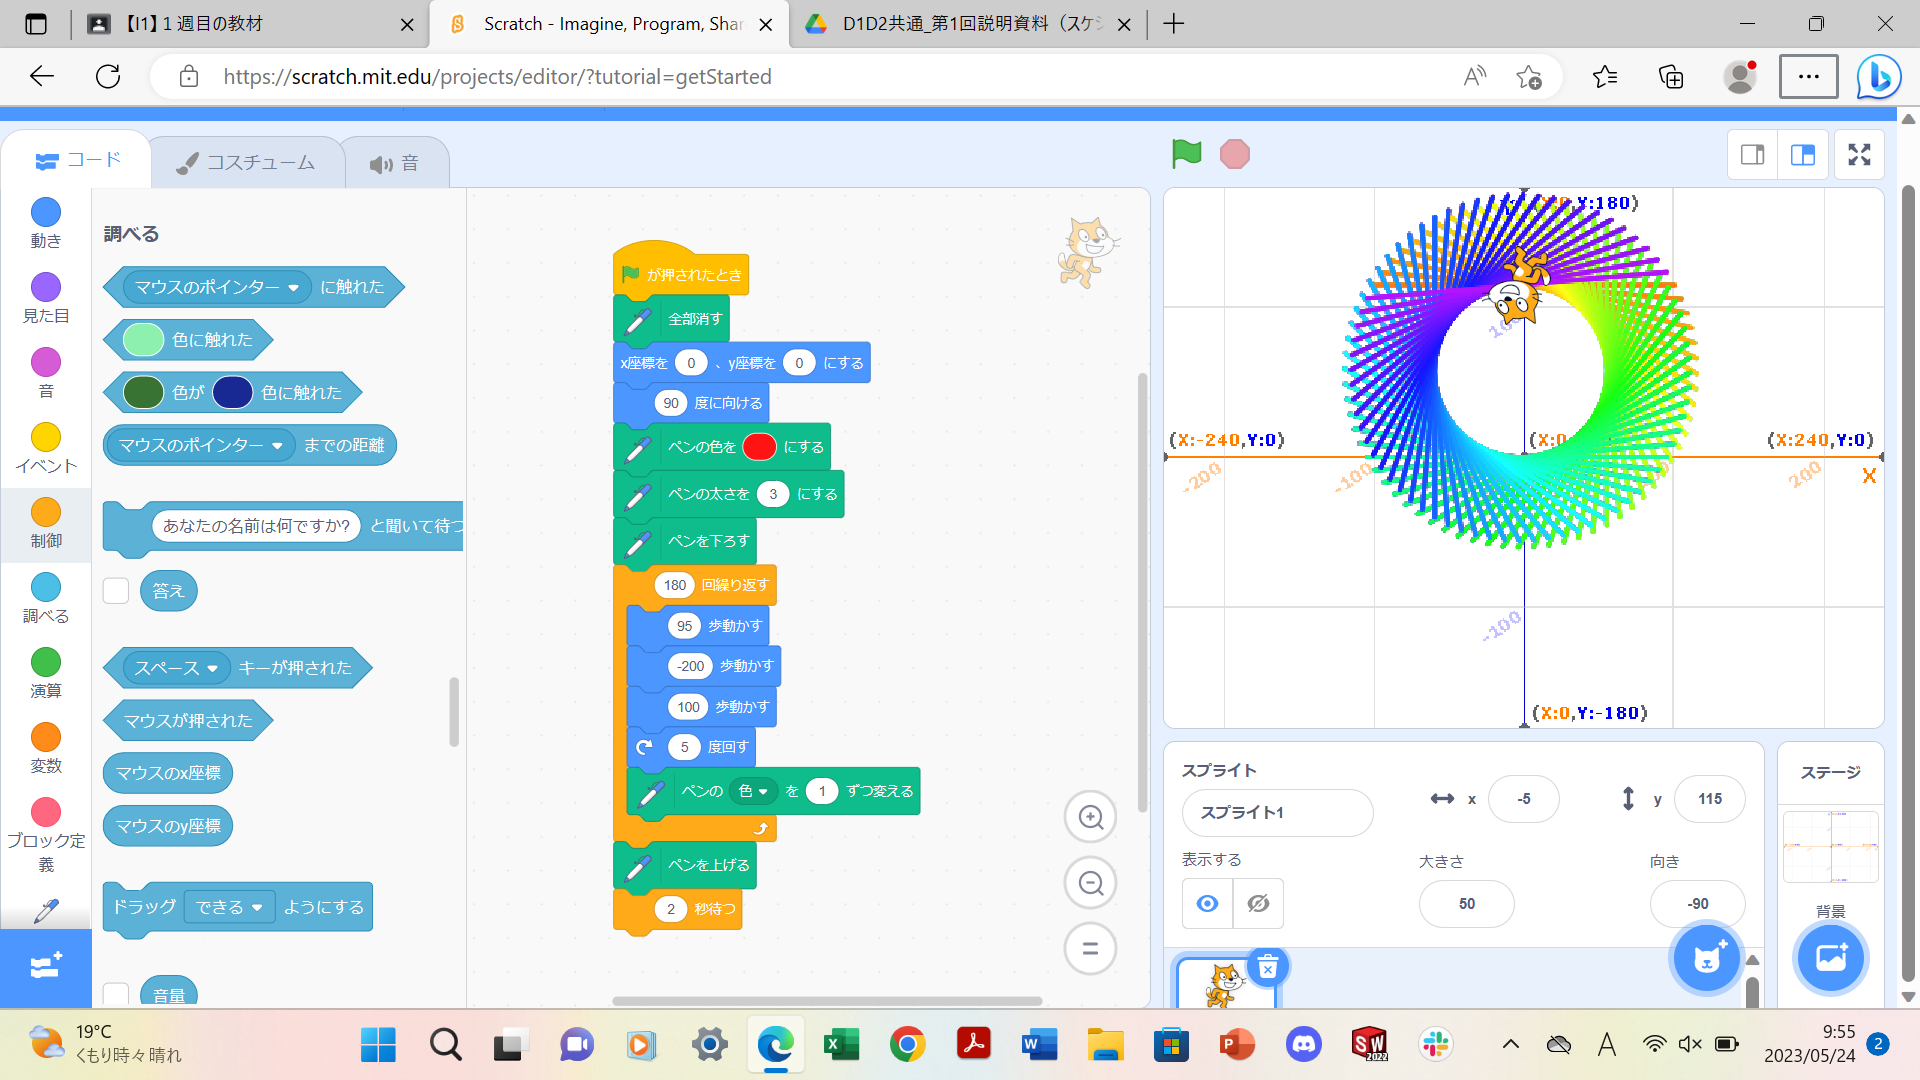 【I1】１週目の教材
Scratch - Imagine, Program, Shar
D1D2共通_第1回説明資料（スケジ
https://scratch.mit.edu/projects/editor/?tutorial=getStarted
コード
コスチューム
音
動き
見た目
音
イベント
制御
調べる
演算
変数
ブロック定義
調べる
マウスのポインター に触れた
色に触れた
色が 色に触れた
マウスのポインター までの距離
あなたの名前は何ですか? と聞いて待つ
答え
スペース キーが押された
マウスが押された
マウスのx座標
マウスのy座標
ドラッグ できる ようにする
音量
が押されたとき
全部消す
x座標を 0 、y座標を 0 にする
90 度に向ける
ペンの色を にする
ペンの太さを 3 にする
ペンを下ろす
180 回繰り返す
95 歩動かす
-200 歩動かす
100 歩動かす
5 度回す
ペンの 色 を 1 ずつ変える
ペンを上げる
2 秒待つ
Y:180)
(X:-240,Y:0)
(X:0
(X:240,Y:0)
-200
-100
200
X
-100
(X:0,Y:-180)
スプライト
スプライト1
x -5
y 115
表示する
大きさ
50
向き
-90
ステージ
背景
19°C
くもり時々晴れ
A
9:55
2023/05/24
2